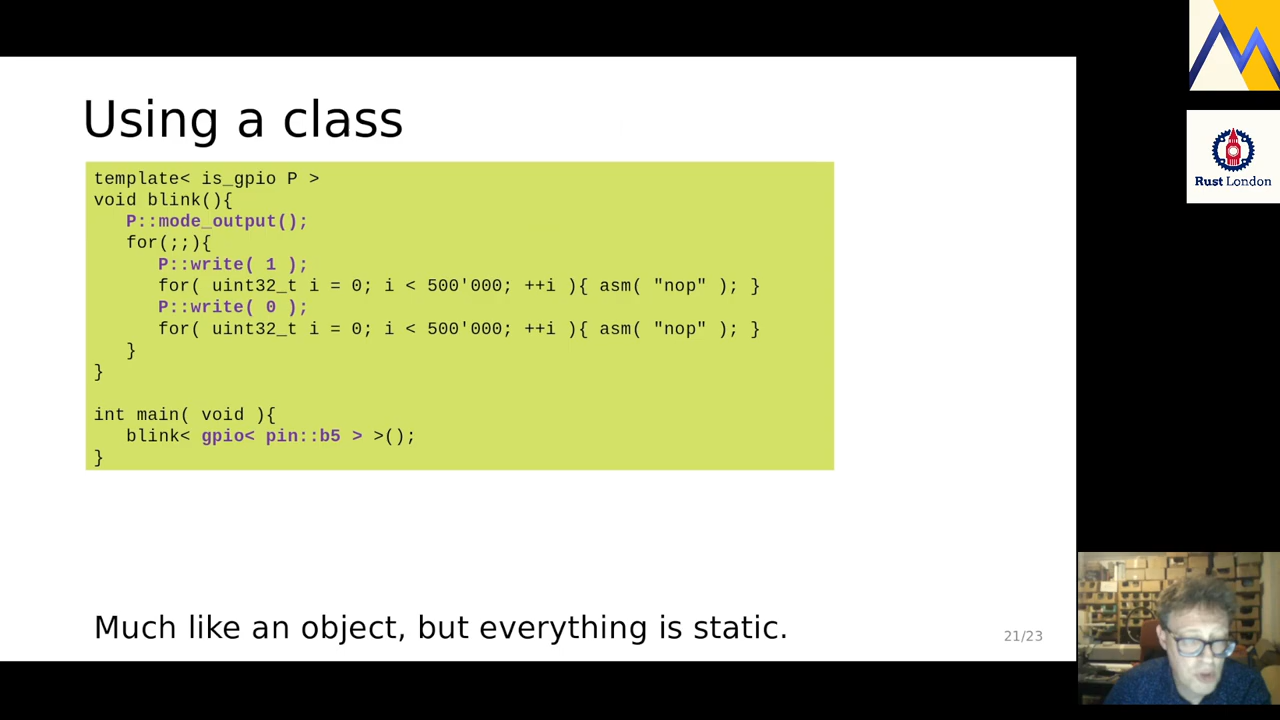 Using a class
template< is_gpio P >
void blink(){
   P::mode_output();
   for(;;){
      P::write( 1 );
      for( uint32_t i = 0; i < 500'000; ++i ){ asm( "nop" ); }
      P::write( 0 );
      for( uint32_t i = 0; i < 500'000; ++i ){ asm( "nop" ); }
   }
}

int main( void ){
   blink< gpio< pin::b5 > >();
}
Much like an object, but everything is static.
21/23
Rust London